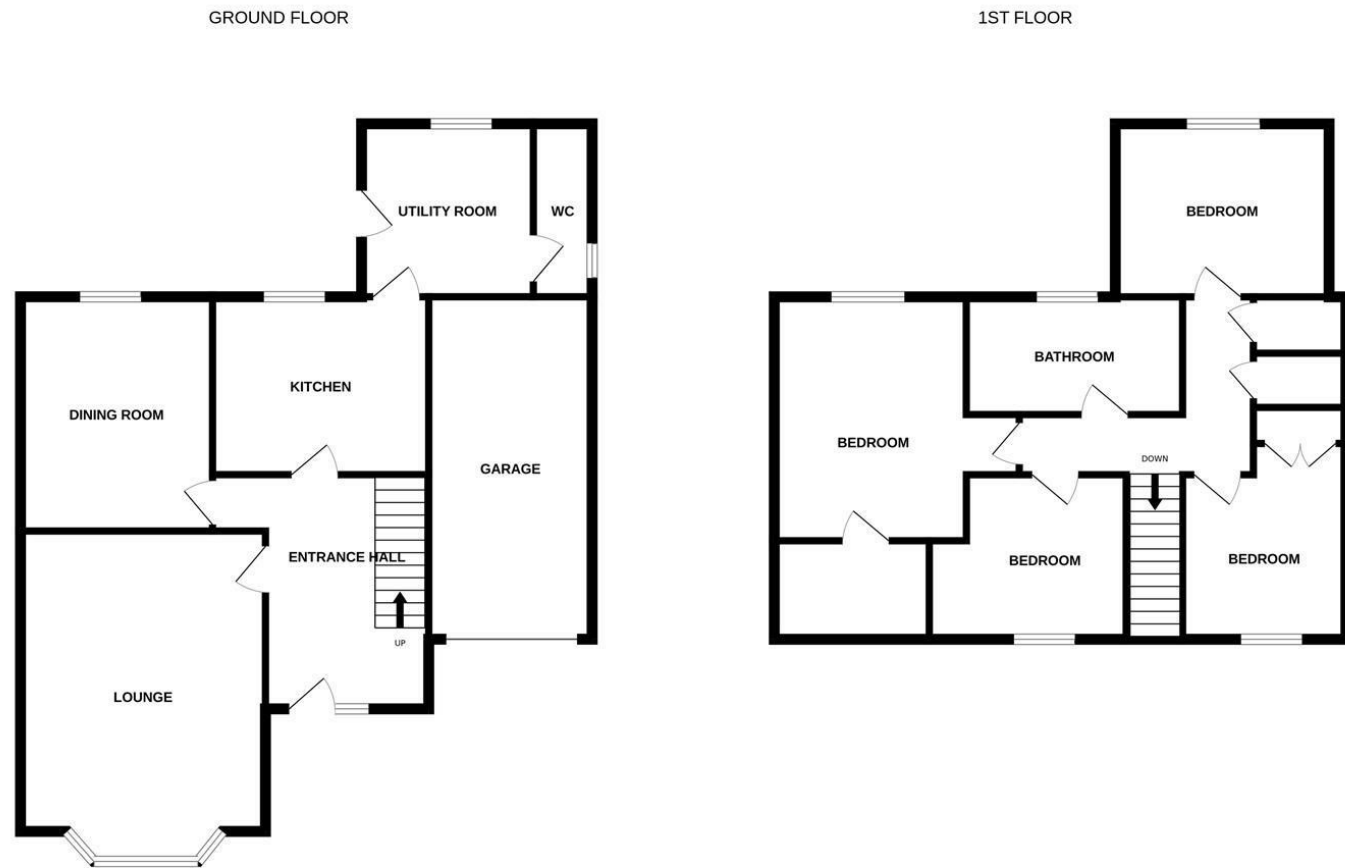 GROUND FLOOR
UTILITY ROOM
WC
KITCHEN
DINING ROOM
GARAGE
ENTRANCE HALL
UP
LOUNGE
1ST FLOOR
BEDROOM
BATHROOM
BEDROOM
DOWN
BEDROOM
BEDROOM